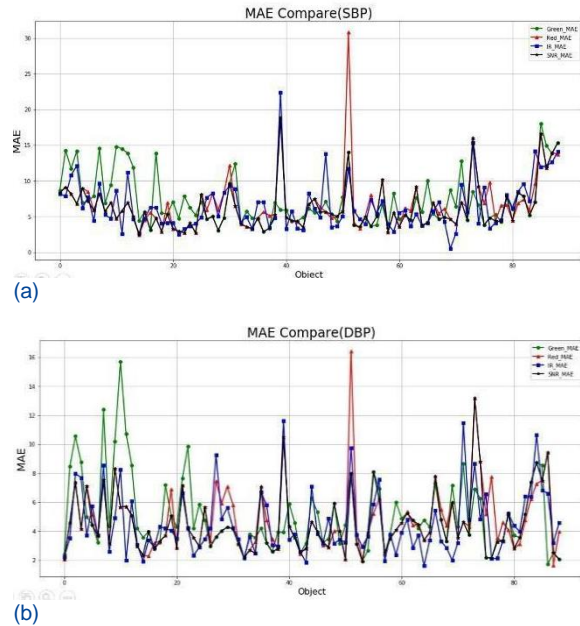 MAE Compare(SBP)
Green_MAE
Red_MAE
IR_MAE
SNR_MAE
30
25
20
15
10
5
0
MAE
0 20 40 60 80
Object
(a)
MAE Compare(DBP)
Green_MAE
Red_MAE
IR_MAE
SNR_MAE
16
14
12
10
8
6
4
2
MAE
0 20 40 60 80
Object
(b)